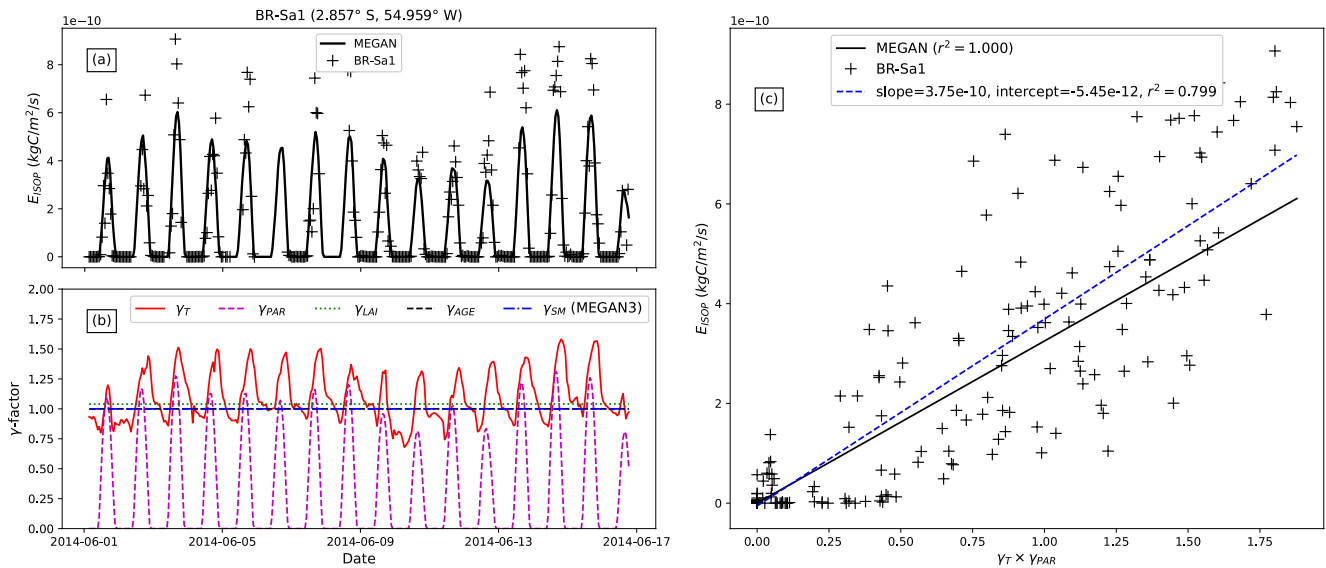 BR-Sa1 (2.857° S, 54.959° W)
1e−10
(a)
MEGAN
BR-Sa1
8
6
4
2
0
E_ISOP (kgC/m²/s)
(b)
γ_T
γ_PAR
γ_LAI
γ_AGE
γ_SM (MEGAN3)
2.00
1.75
1.50
1.25
1.00
0.75
0.50
0.25
0.00
γ-factor
2014-06-01
2014-06-05
2014-06-09
2014-06-13
2014-06-17
Date
1e−10
MEGAN (r² = 1.000)
BR-Sa1
slope=3.75e-10, intercept=-5.45e-12, r² = 0.799
(c)
8
6
4
2
0
E_ISOP (kgC/m²/s)
0.00
0.25
0.50
0.75
1.00
1.25
1.50
1.75
γ_T × γ_PAR